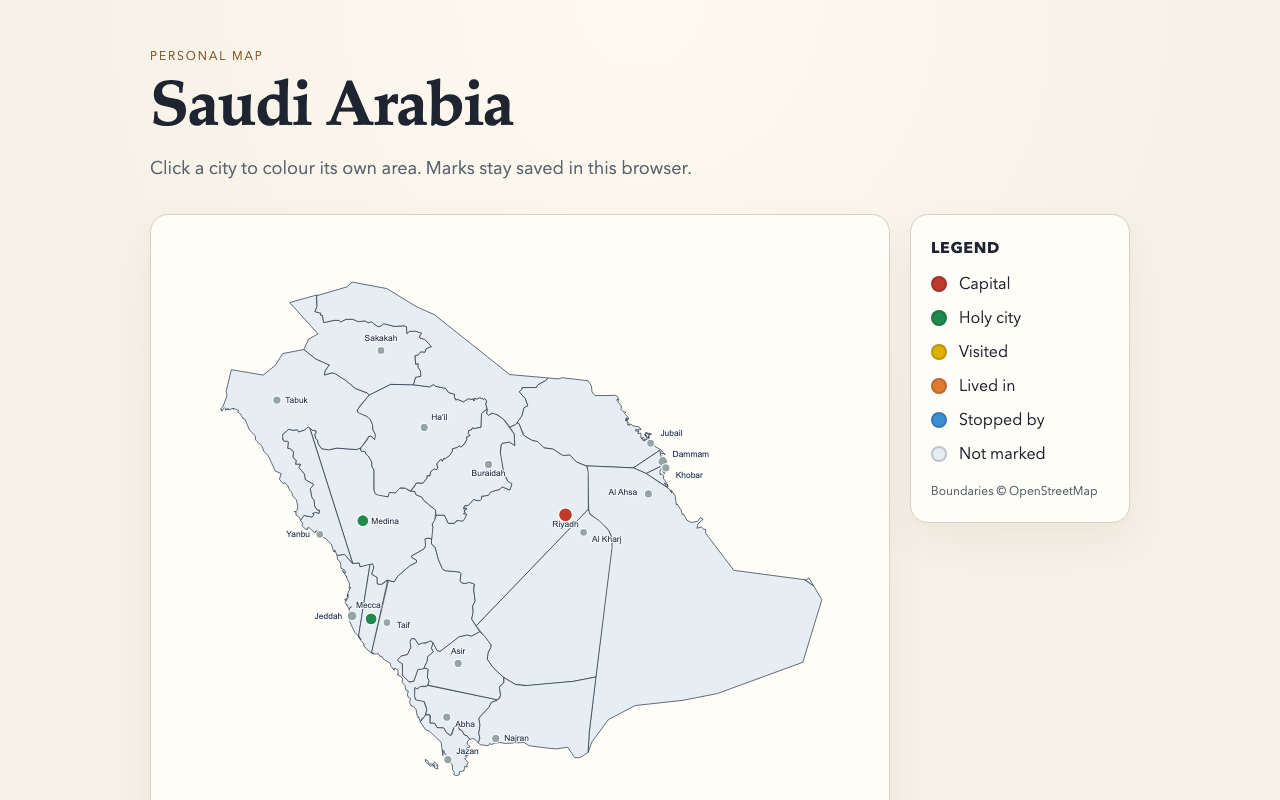 PERSONAL MAP
Saudi Arabia
Click a city to colour its own area. Marks stay saved in this browser.
Sakakah
Tabuk
Ha'il
Jubail
Dammam
Buraidah
Khobar
Al Ahsa
Medina
Riyadh
Yanbu
Al Kharj
Mecca
Jeddah
Taif
Asir
Abha
Najran
Jazan
LEGEND
Capital
Holy city
Visited
Lived in
Stopped by
Not marked
Boundaries © OpenStreetMap